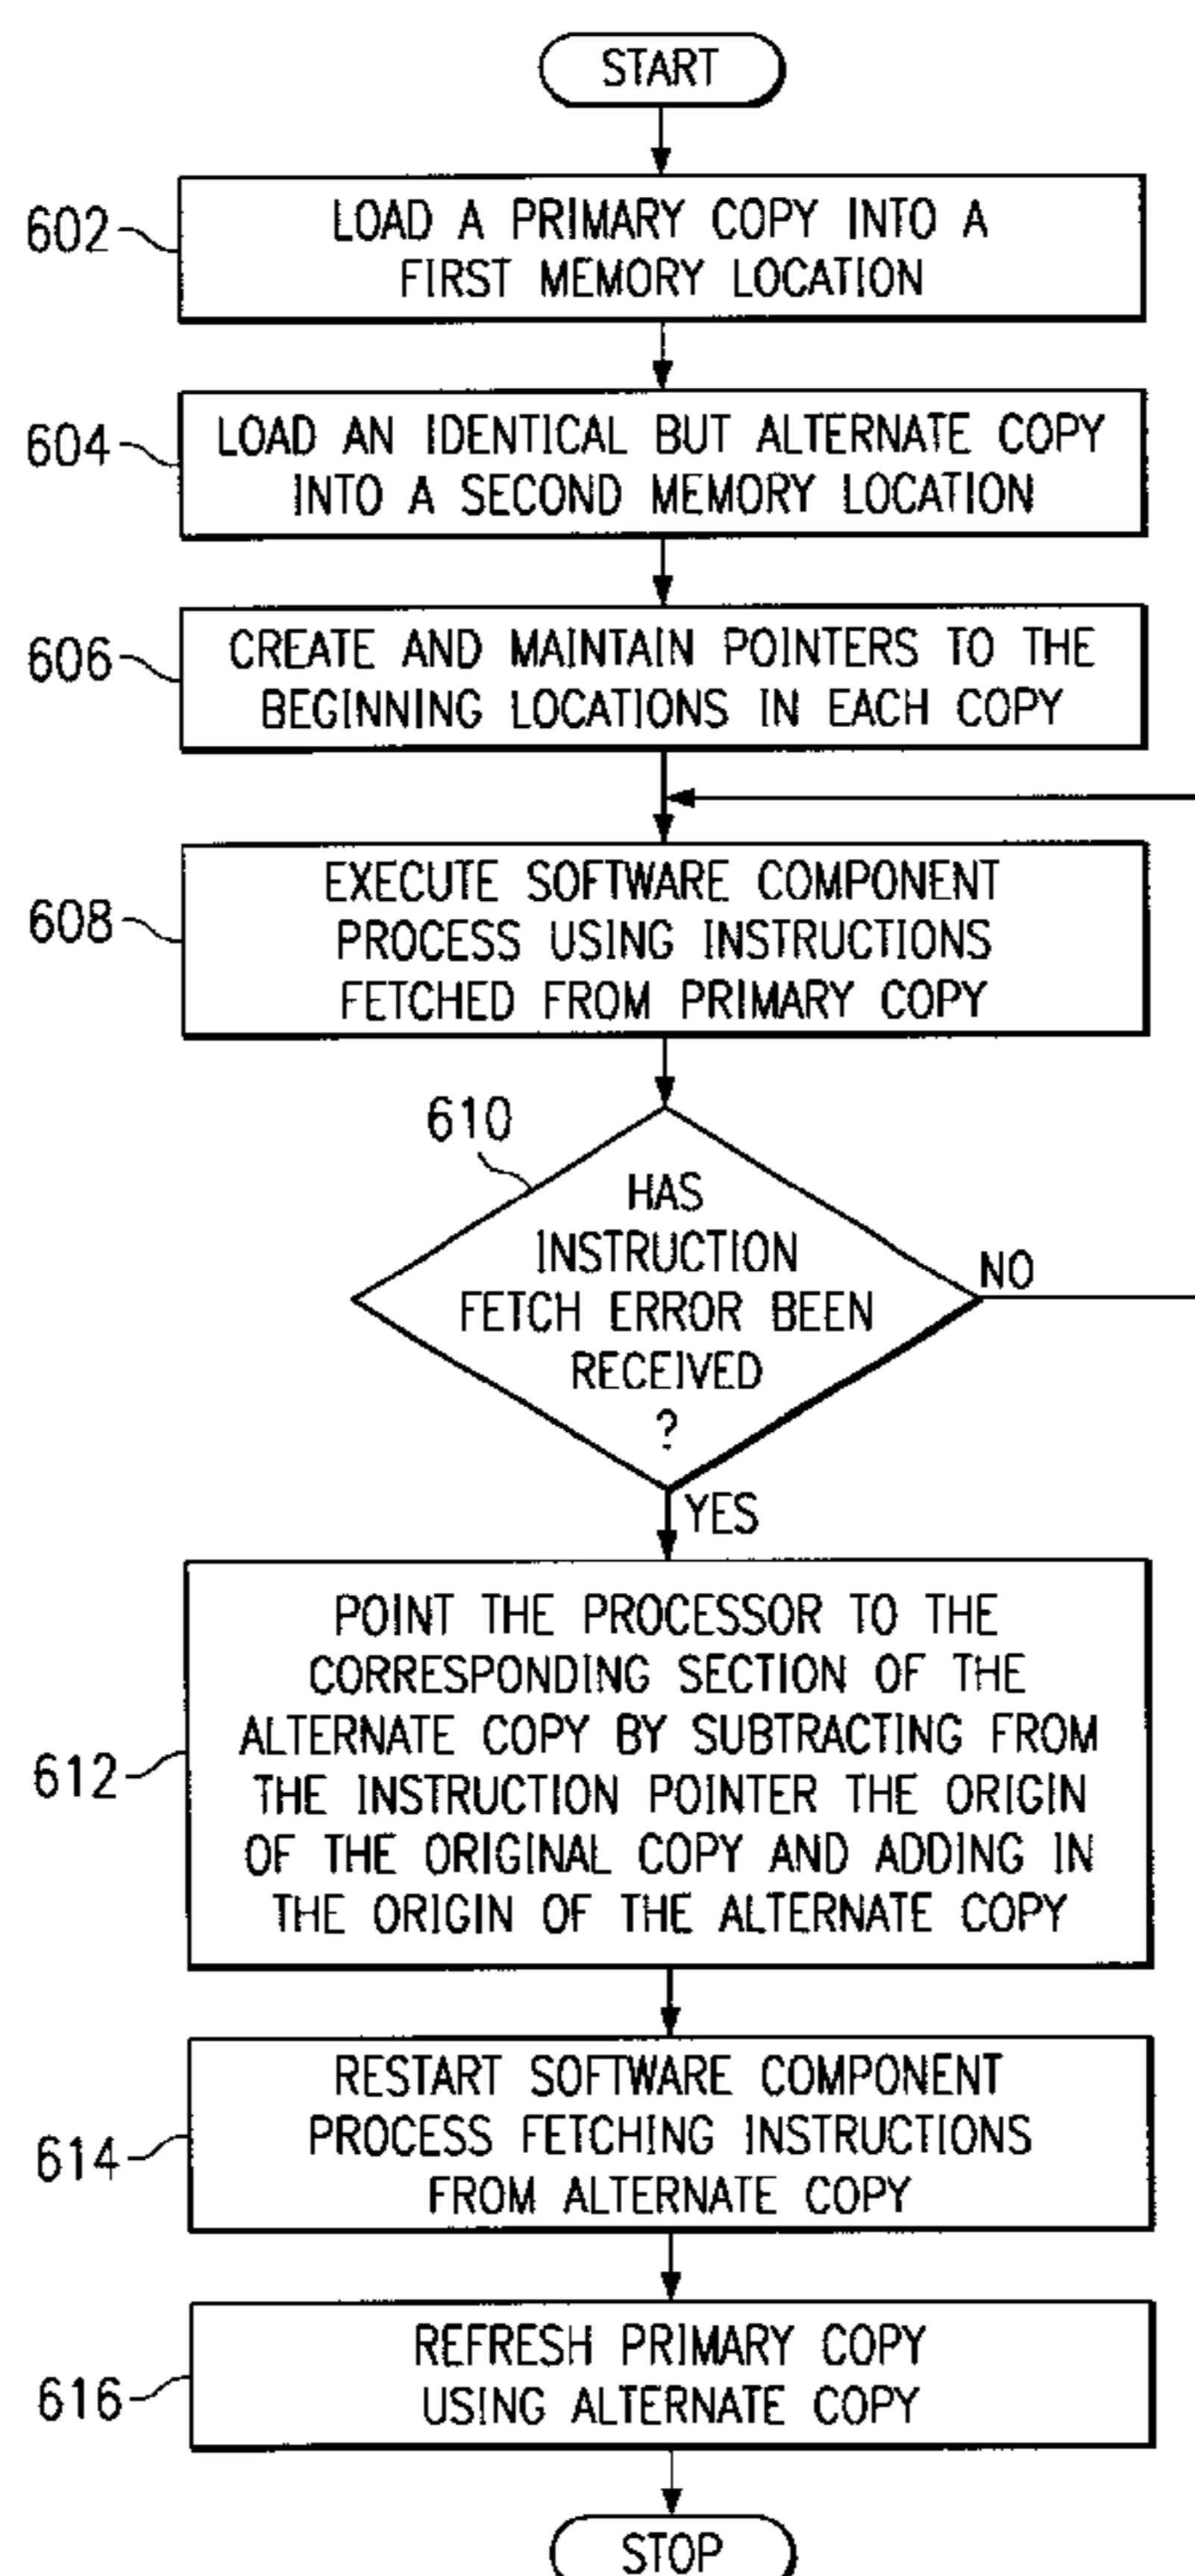 START
602
LOAD A PRIMARY COPY INTO A
FIRST MEMORY LOCATION
604
LOAD AN IDENTICAL BUT ALTERNATE COPY
INTO A SECOND MEMORY LOCATION
606
CREATE AND MAINTAIN POINTERS TO THE
BEGINNING LOCATIONS IN EACH COPY
608
EXECUTE SOFTWARE COMPONENT
PROCESS USING INSTRUCTIONS
FETCHED FROM PRIMARY COPY
610
HAS
INSTRUCTION
FETCH ERROR BEEN
RECEIVED
?
NO
YES
612
POINT THE PROCESSOR TO THE
CORRESPONDING SECTION OF THE
ALTERNATE COPY BY SUBTRACTING FROM
THE INSTRUCTION POINTER THE ORIGIN
OF THE ORIGINAL COPY AND ADDING IN
THE ORIGIN OF THE ALTERNATE COPY
614
RESTART SOFTWARE COMPONENT
PROCESS FETCHING INSTRUCTIONS
FROM ALTERNATE COPY
616
REFRESH PRIMARY COPY
USING ALTERNATE COPY
STOP